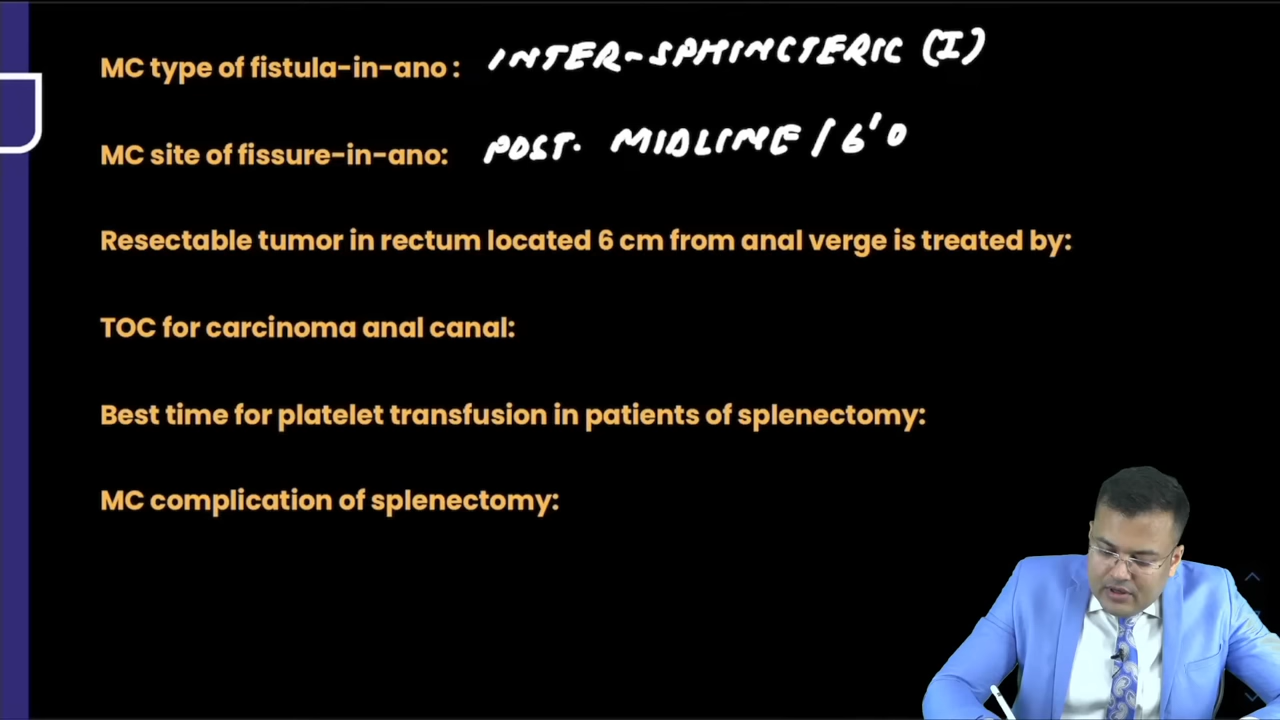 MC type of fistula-in-ano : INTER-SPHINCTERIC (I)
MC site of fissure-in-ano: POST. MIDLINE / 6'0
Resectable tumor in rectum located 6 cm from anal verge is treated by:
TOC for carcinoma anal canal:
Best time for platelet transfusion in patients of splenectomy:
MC complication of splenectomy: